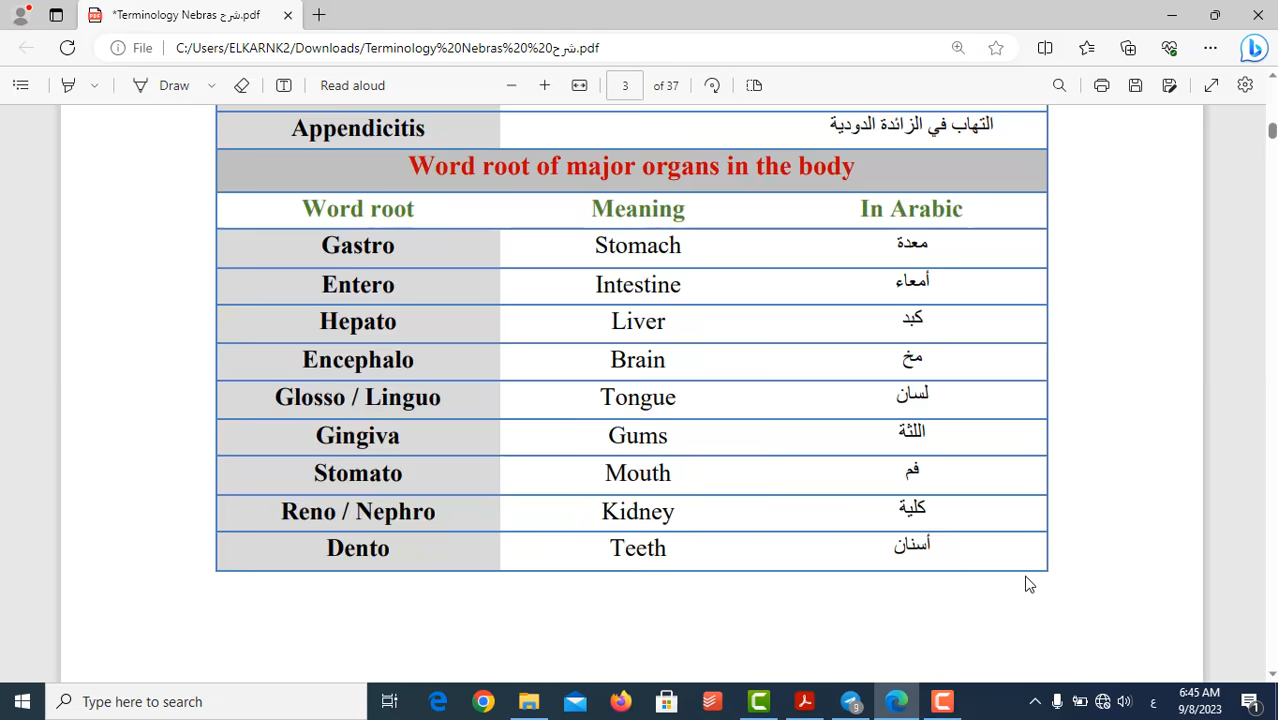 *Terminology Nebras شرح.pdf
File C:/Users/ELKARNK2/Downloads/Terminology%20Nebras%20%20شرح.pdf
Draw Read aloud 3 of 37
Appendicitis التهاب في الزائدة الدودية
Word root of major organs in the body
Word root Meaning In Arabic
Gastro Stomach معدة
Entero Intestine أمعاء
Hepato Liver كبد
Encephalo Brain مخ
Glosso / Linguo Tongue لسان
Gingiva Gums اللثة
Stomato Mouth فم
Reno / Nephro Kidney كلية
Dento Teeth أسنان
Type here to search 9 ع 6:45 AM
9/8/2023 1